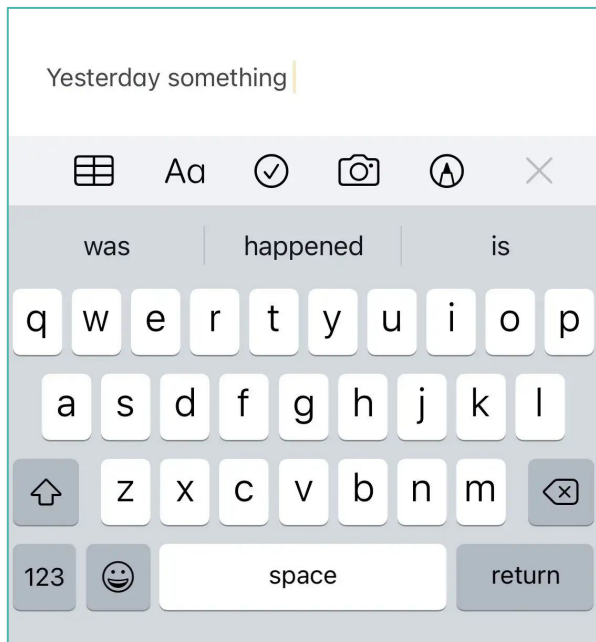 Yesterday something
Aa
was happened is
q w e r t y u i o p
a s d f g h j k l
z x c v b n m
123 space return